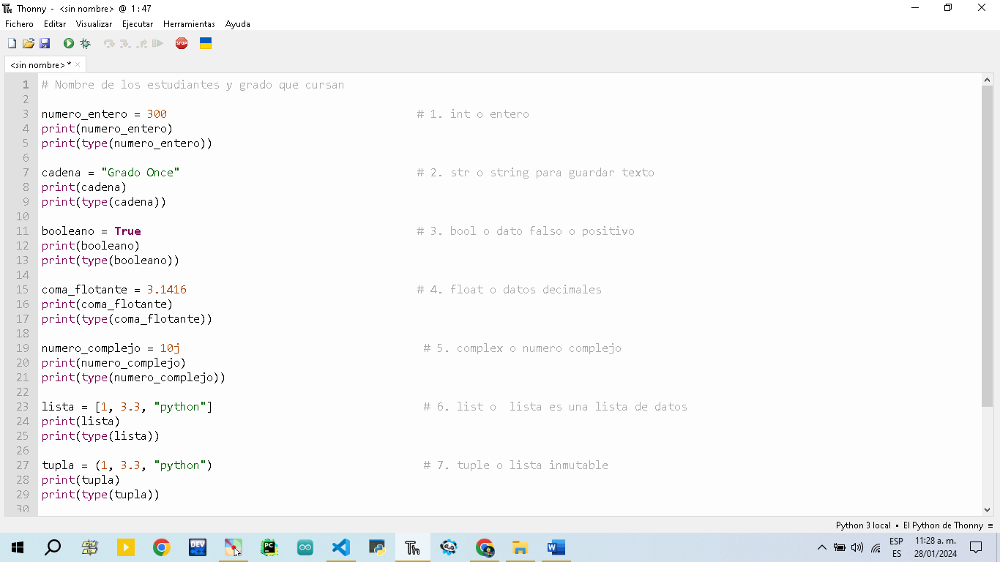 Thonny - <sin nombre> @ 1:47
Fichero Editar Visualizar Ejecutar Herramientas Ayuda
STOP
<sin nombre> * ×
1 # Nombre de los estudiantes y grado que cursan
2
3 numero_entero = 300 # 1. int o entero
4 print(numero_entero)
5 print(type(numero_entero))
6
7 cadena = "Grado Once" # 2. str o string para guardar texto
8 print(cadena)
9 print(type(cadena))
10
11 booleano = True # 3. bool o dato falso o positivo
12 print(booleano)
13 print(type(booleano))
14
15 coma_flotante = 3.1416 # 4. float o datos decimales
16 print(coma_flotante)
17 print(type(coma_flotante))
18
19 numero_complejo = 10j # 5. complex o numero complejo
20 print(numero_complejo)
21 print(type(numero_complejo))
22
23 lista = [1, 3.3, "python"] # 6. list o  lista es una lista de datos
24 print(lista)
25 print(type(lista))
26
27 tupla = (1, 3.3, "python") # 7. tuple o lista inmutable
28 print(tupla)
29 print(type(tupla))
30
Python 3 local • El Python de Thonny ≡
DEV
PC
Th
ESP
ES
11:28 a. m.
28/01/2024